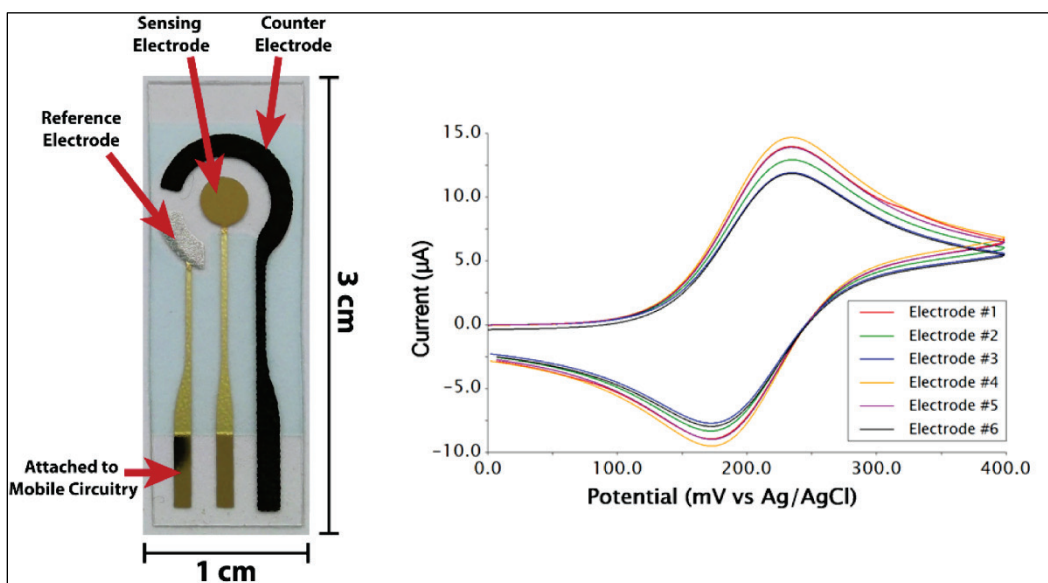 Sensing
Electrode
Counter
Electrode
Reference
Electrode
Attached to
Mobile Circuitry
3 cm
1 cm
Current (μA)
15.0
10.0
5.0
0.0
−5.0
−10.0
0.0 100.0 200.0 300.0 400.0
Potential (mV vs Ag/AgCl)
Electrode #1
Electrode #2
Electrode #3
Electrode #4
Electrode #5
Electrode #6